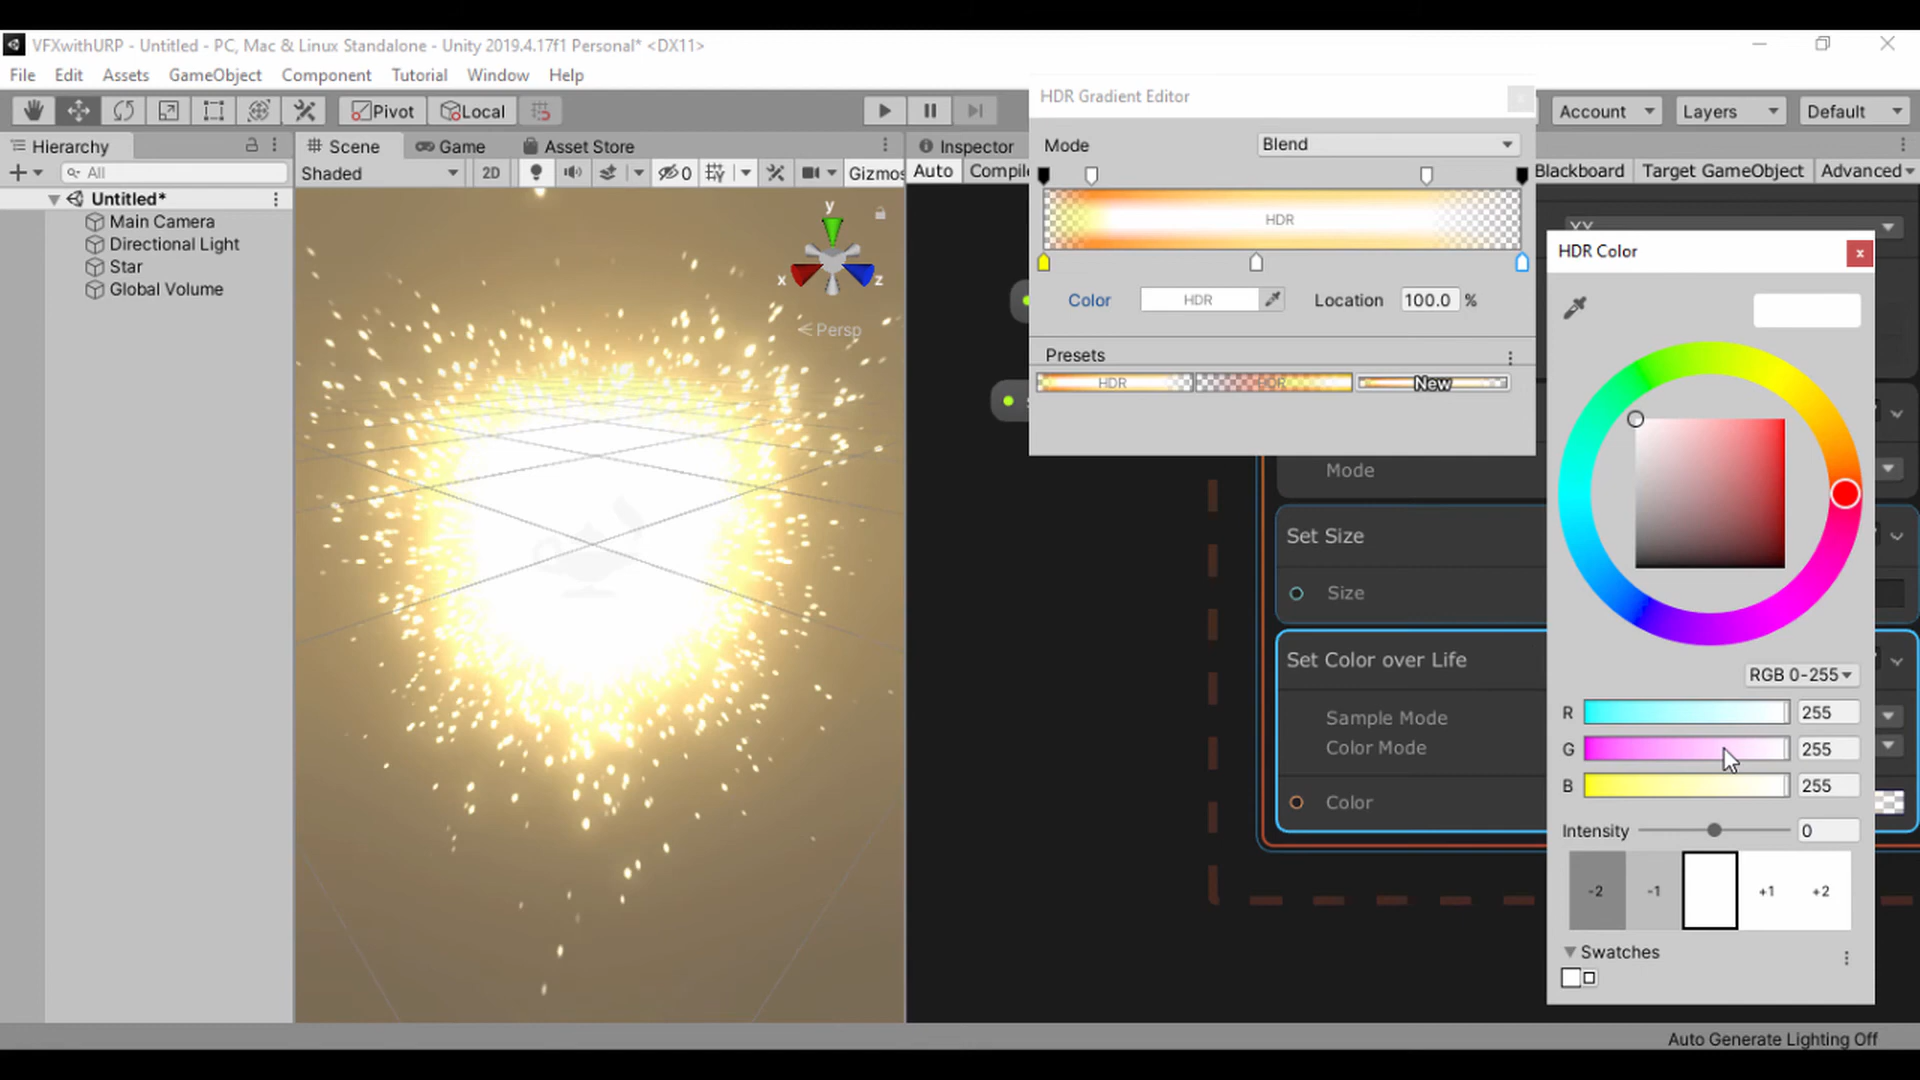 VFXwithURP - Untitled - PC, Mac & Linux Standalone - Unity 2019.4.17f1 Personal* <DX11>
File Edit Assets GameObject Component Tutorial Window Help
Pivot Local Account Layers Default
Hierarchy
All
Untitled*
Main Camera
Directional Light
Star
Global Volume
Scene Game Asset Store
Shaded 2D 0 Gizmos
y
x z
Persp
Inspector
Auto Compil Blackboard Target GameObject Advanced
HDR Gradient Editor
Mode Blend
HDR
Color HDR Location 100.0 %
Presets
HDR HDR New
Mode
Set Size
Size
Set Color over Life
Sample Mode
Color Mode
Color
HDR Color
x
RGB 0-255
R 255
G 255
B 255
Intensity 0
-2 -1 +1 +2
Swatches
Auto Generate Lighting Off